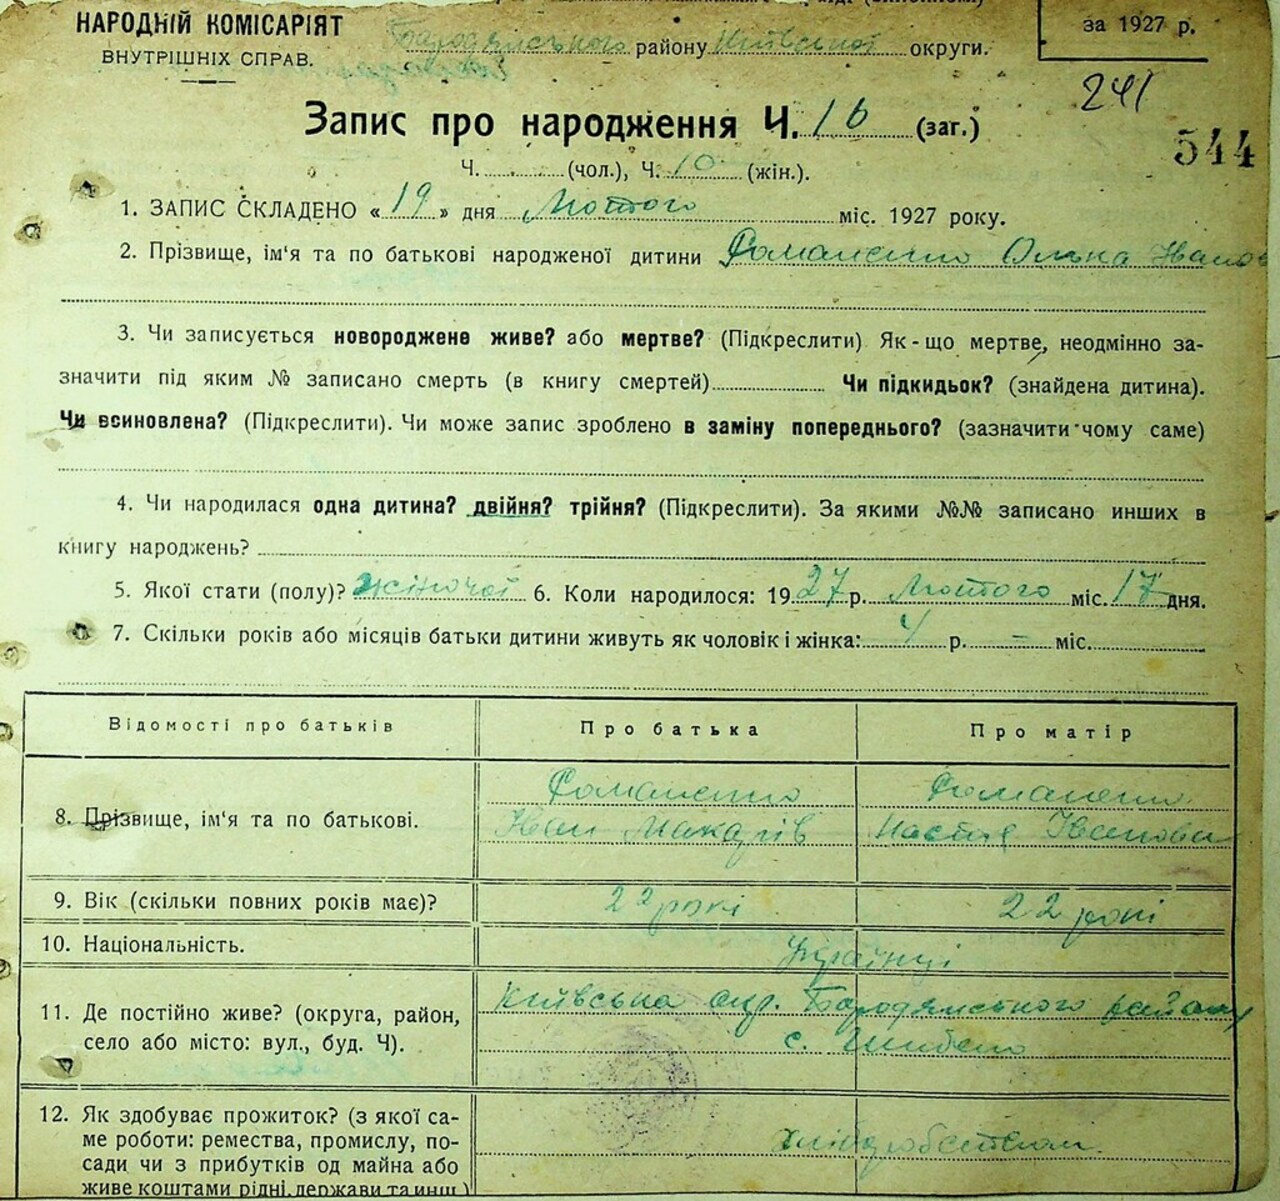 НАРОДНІЙ КОМІСАРІЯТ
ВНУТРІШНІХ СПРАВ.
Бородянського району Київської округи.
за 1927 р.
241
544
Запис про народження Ч. 16 (заг.)
Ч. (чол.), Ч. 10 (жін.).
1. ЗАПИС СКЛАДЕНО «19» дня Лютого міс. 1927 року.
2. Прізвище, ім'я та по батькові народженої дитини Романенко Олька Іванов
3. Чи записується новороджене живе? або мертве? (Підкреслити) Як-що мертве, неодмінно за-
значити під яким № записано смерть (в книгу смертей) Чи підкидьок? (знайдена дитина).
Чи всиновлена? (Підкреслити). Чи може запис зроблено в заміну попереднього? (зазначити чому саме)
4. Чи народилася одна дитина? двійня? трійня? (Підкреслити). За якими №№ записано инших в
книгу народжень?
5. Якої стати (полу)? жіночої 6. Коли народилося: 1927 р. Лютого міс. 17 дня.
7. Скільки років або місяців батьки дитини живуть як чоловік і жінка: 4 р. – міс.
Відомості про батьків Про батька Про матір
8. Прізвище, ім'я та по батькові. Романенко Іван Макарів Романенко Настя Іванова
9. Вік (скільки повних років має)? 22 рокі 22 рокі
10. Національність. Українці
11. Де постійно живе? (округа, район, Київська окр. Бородянського району
село або місто: вул., буд. Ч). с. Шибено
12. Як здобуває прожиток? (з якої са-
ме роботи: ремества, промислу, по- Хліборобством
сади чи з прибутків од майна або
живе коштами рідні, держави та инш.)